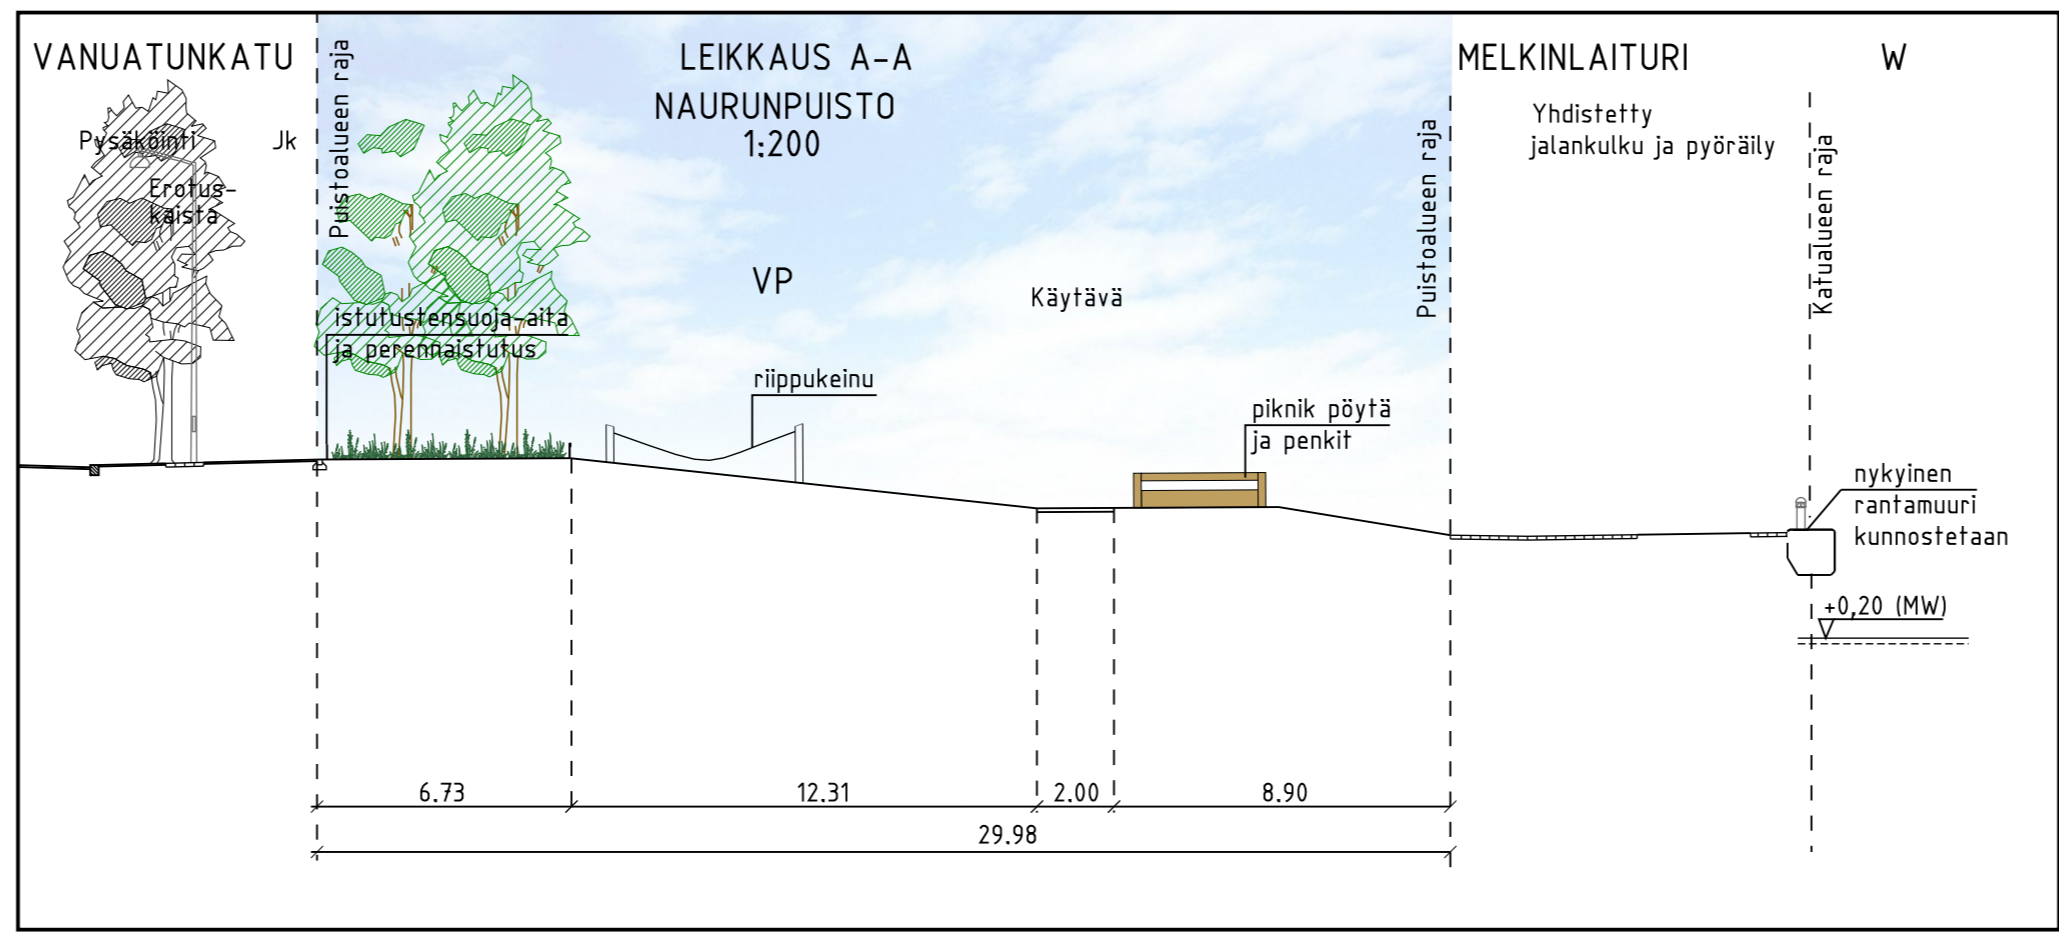 VANUATUNKATU
Pysäköinti
Jk
Erotus-
kaista
Puistoalueen raja
LEIKKAUS A-A
NAURUNPUISTO
1:200
VP
Käytävä
istutustensuoja-aita
ja perennaistutus
riippukeinu
piknik pöytä
ja penkit
Puistoalueen raja
MELKINLAITURI
Yhdistetty
jalankulku ja pyöräily
Katualueen raja
W
nykyinen
rantamuuri
kunnostetaan
+0,20 (MW)
6.73
12.31
2.00
8.90
29.98